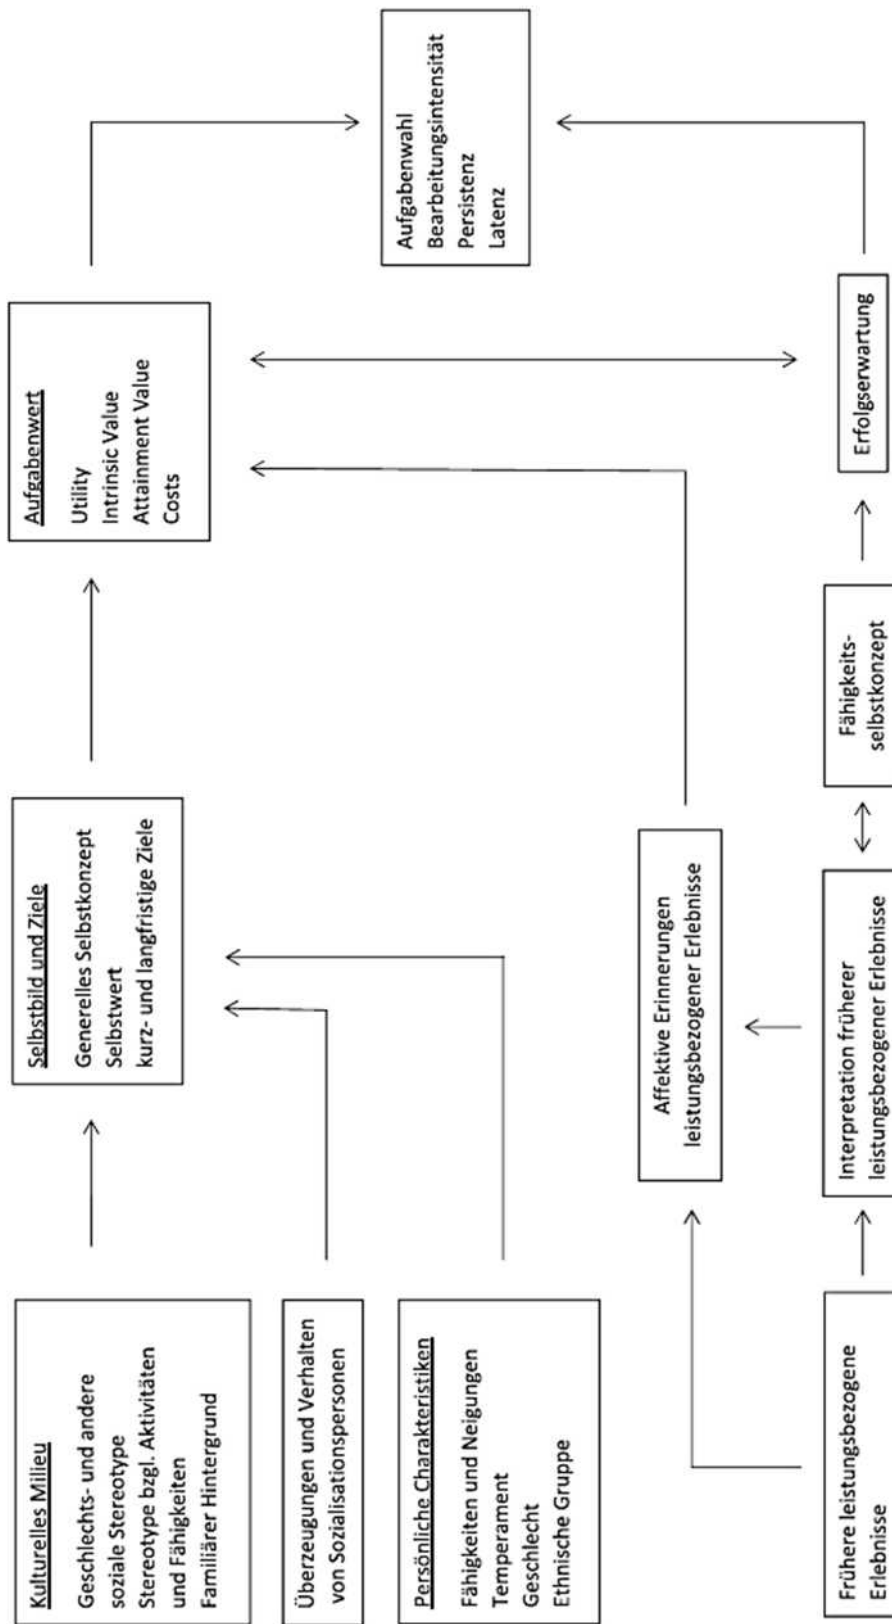 Kulturelles Milieu
Geschlechts- und andere
soziale Stereotype
Stereotype bzgl. Aktivitäten
und Fähigkeiten
Familiärer Hintergrund
Überzeugungen und Verhalten
von Sozialisationspersonen
Persönliche Charakteristiken
Fähigkeiten und Neigungen
Temperament
Geschlecht
Ethnische Gruppe
Frühere leistungsbezogene
Erlebnisse
Selbstbild und Ziele
Generelles Selbstkonzept
Selbstwert
kurz- und langfristige Ziele
Affektive Erinnerungen
leistungsbezogener Erlebnisse
Interpretation früherer
leistungsbezogener Erlebnisse
Fähigkeits-
selbstkonzept
Aufgabenwert
Utility
Intrinsic Value
Attainment Value
Costs
Erfolgserwartung
Aufgabenwahl
Bearbeitungsintensität
Persistenz
Latenz